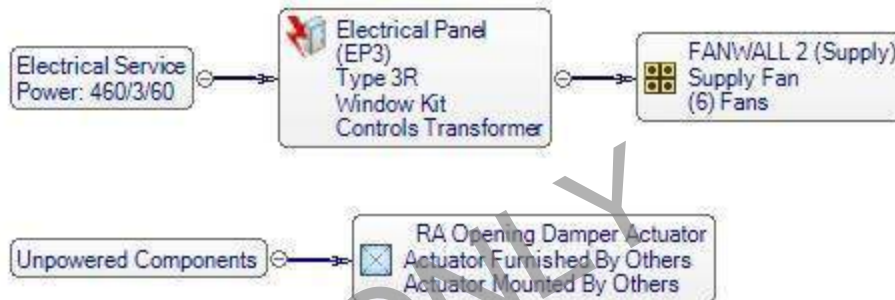 Electrical Service
Power: 460/3/60
Electrical Panel
(EP3)
Type 3R
Window Kit
Controls Transformer
FANWALL 2 (Supply)
Supply Fan
(6) Fans
Unpowered Components
RA Opening Damper Actuator
Actuator Furnished By Others
Actuator Mounted By Others
ONLY